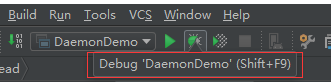 Build Run Tools VCS Window Help
DaemonDemo
Debug 'DaemonDemo' (Shift+F9)
ead